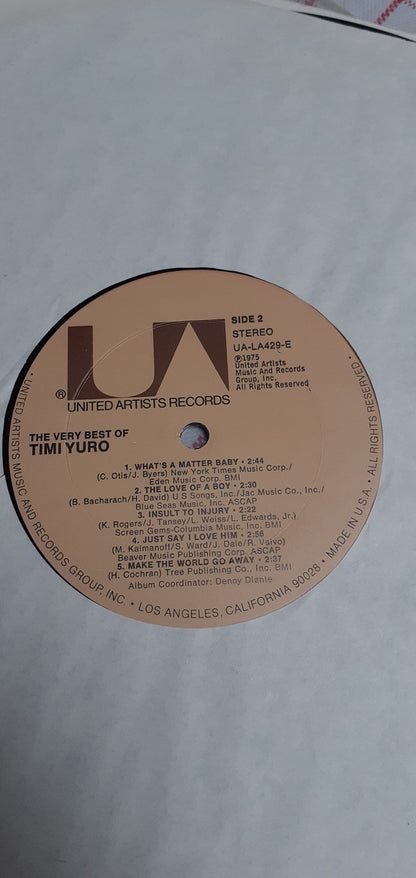 UA
SIDE 2
STEREO
UA-LA429-E
℗1975
United Artists
Music And Records
Group, Inc.
All Rights Reserved
®
UNITED ARTISTS RECORDS
THE VERY BEST OF
TIMI YURO
1. WHAT'S A MATTER BABY • 2:44
(C. Otis/J. Byers) New York Times Music Corp./
Eden Music Corp. BMI
2. THE LOVE OF A BOY • 2:30
(B. Bacharach/H. David) U S Songs, Inc./Jac Music Co., Inc./
Blue Seas Music, Inc. ASCAP
3. INSULT TO INJURY • 2:22
(K. Rogers/J. Tansey/L. Weiss/L. Edwards, Jr.)
Screen Gems-Columbia Music, Inc. BMI
4. JUST SAY I LOVE HIM • 2:56
(M. Kalmanoff/S. Ward/J. Dale/R. Valvo)
Beaver Music Publishing Corp. ASCAP
5. MAKE THE WORLD GO AWAY • 2:37
(H. Cochran) Tree Publishing Co., Inc. BMI
Album Coordinator: Denny Diante
• UNITED ARTISTS MUSIC AND RECORDS GROUP, INC. • LOS ANGELES, CALIFORNIA 90028 • MADE IN U.S.A. • ALL RIGHTS RESERVED •